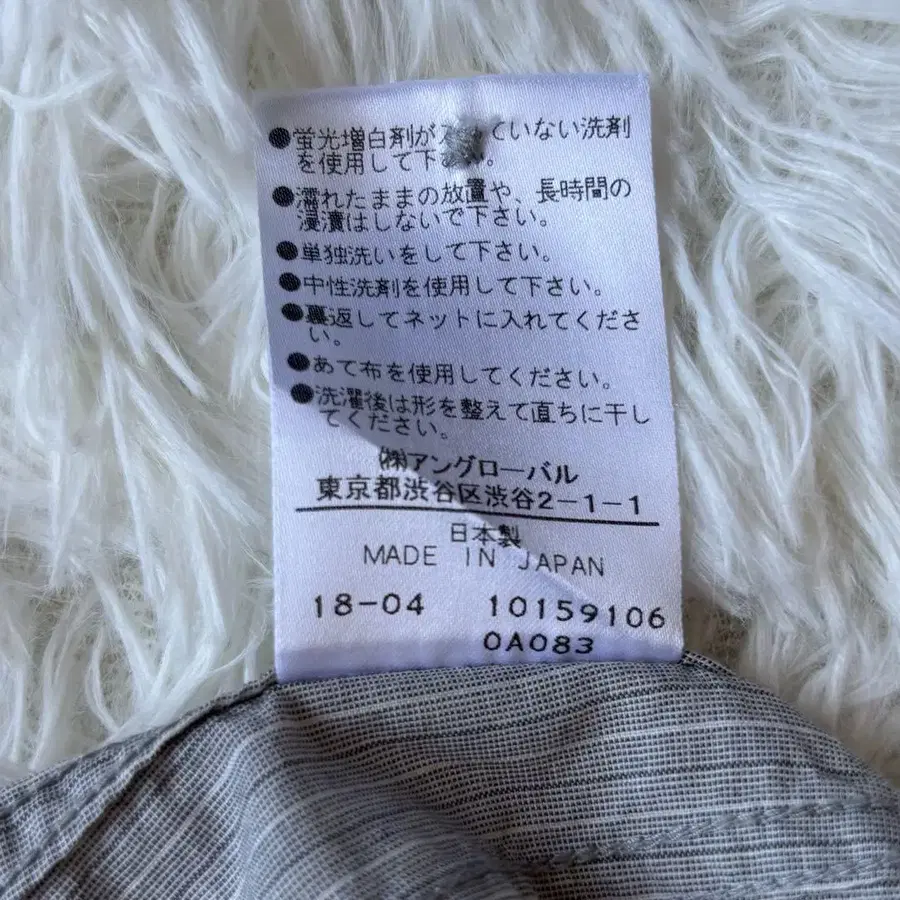 ●蛍光増白剤が ていない洗剤
を使用して下さい。
●濡れたままの放置や、長時間の
浸漬はしないで下さい。
●単独洗いをして下さい。
●中性洗剤を使用して下さい。
●裏返してネットに入れてくださ
い。
●あて布を使用してください。
●洗濯後は形を整えて直ちに干し
てください。
㈱アングローバル
東京都渋谷区渋谷2-1-1
日本製
MADE IN JAPAN
18-04 10159106
0A083